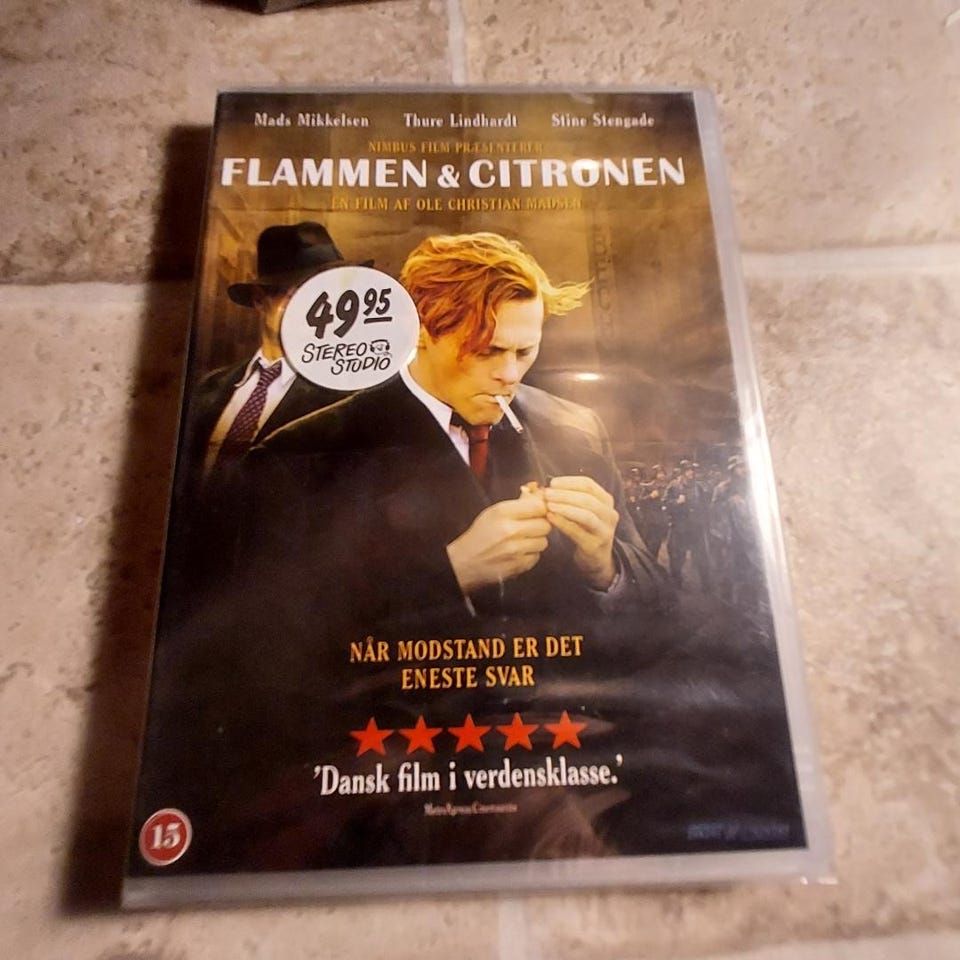 Mads Mikkelsen Thure Lindhardt Stine Stengade
NIMBUS FILM PRÆSENTERER
FLAMMEN & CITRONEN
EN FILM AF OLE CHRISTIAN MADSEN
49 95
STEREO
STUDIO
NÅR MODSTAND ER DET
ENESTE SVAR
'Dansk film i verdensklasse.'
15